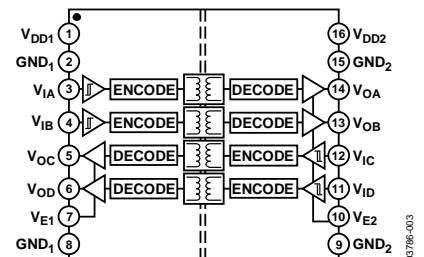 VDD1 1 16 VDD2
GND1 2 15 GND2
VIA 3 ENCODE DECODE 14 VOA
VIB 4 ENCODE DECODE 13 VOB
VOC 5 DECODE ENCODE 12 VIC
VOD 6 DECODE ENCODE 11 VID
VE1 7 10 VE2
GND1 8 9 GND2
03786-003